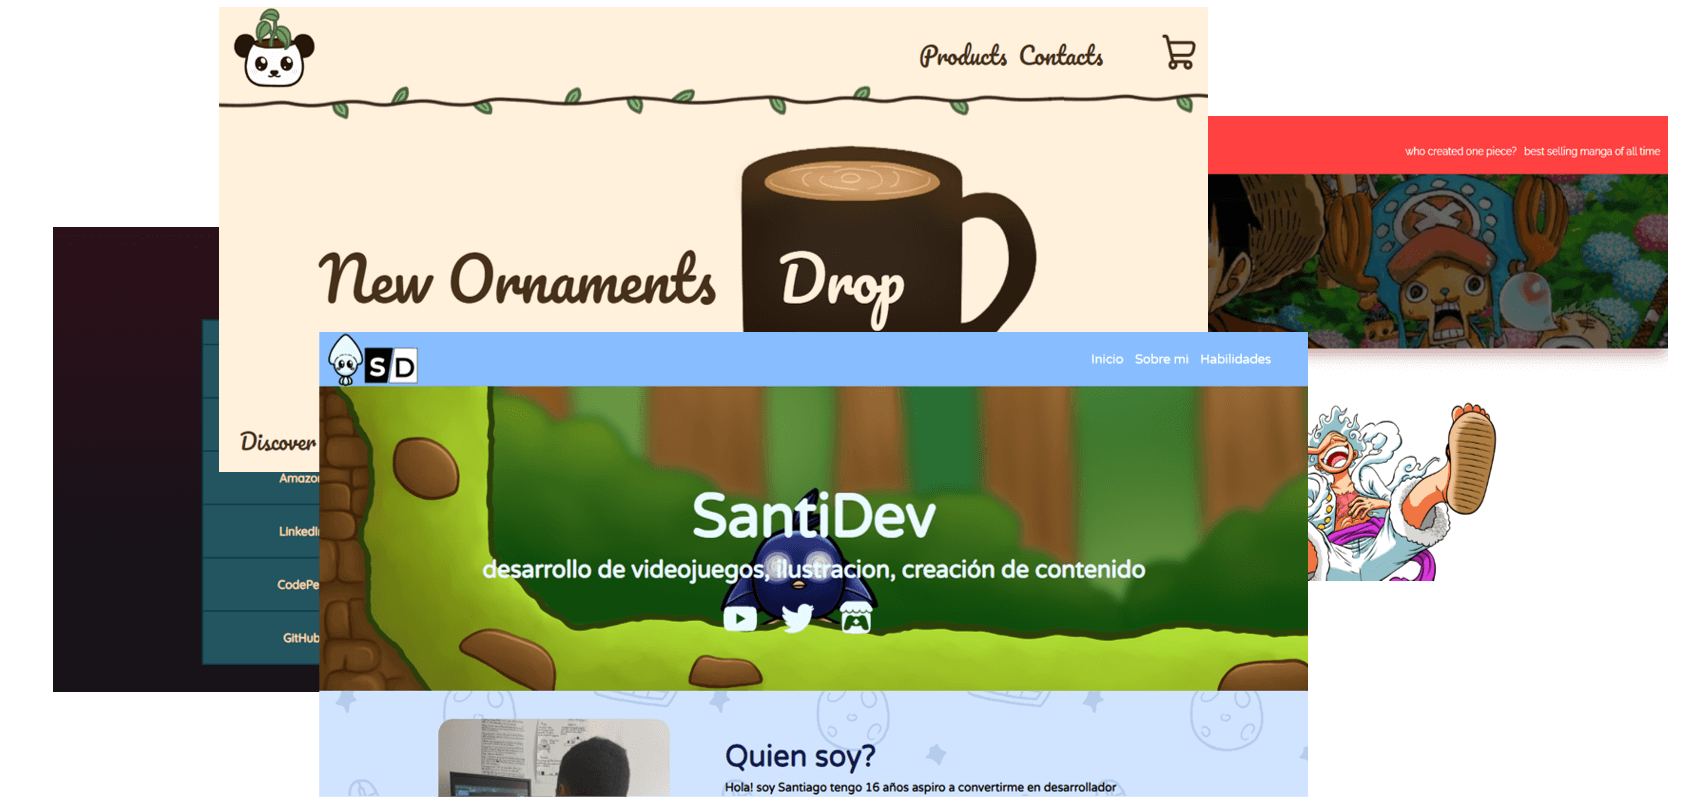 Products Contacts
who created one piece? best selling manga of all time
New Ornaments Drop
Discover
Amazo
LinkedI
CodePe
GitHub
SD
Inicio Sobre mi Habilidades
SantiDev
desarrollo de videojuegos, ilustracion, creación de contenido
Quien soy?
Hola! soy Santiago tengo 16 años aspiro a convertirme en desarrollador